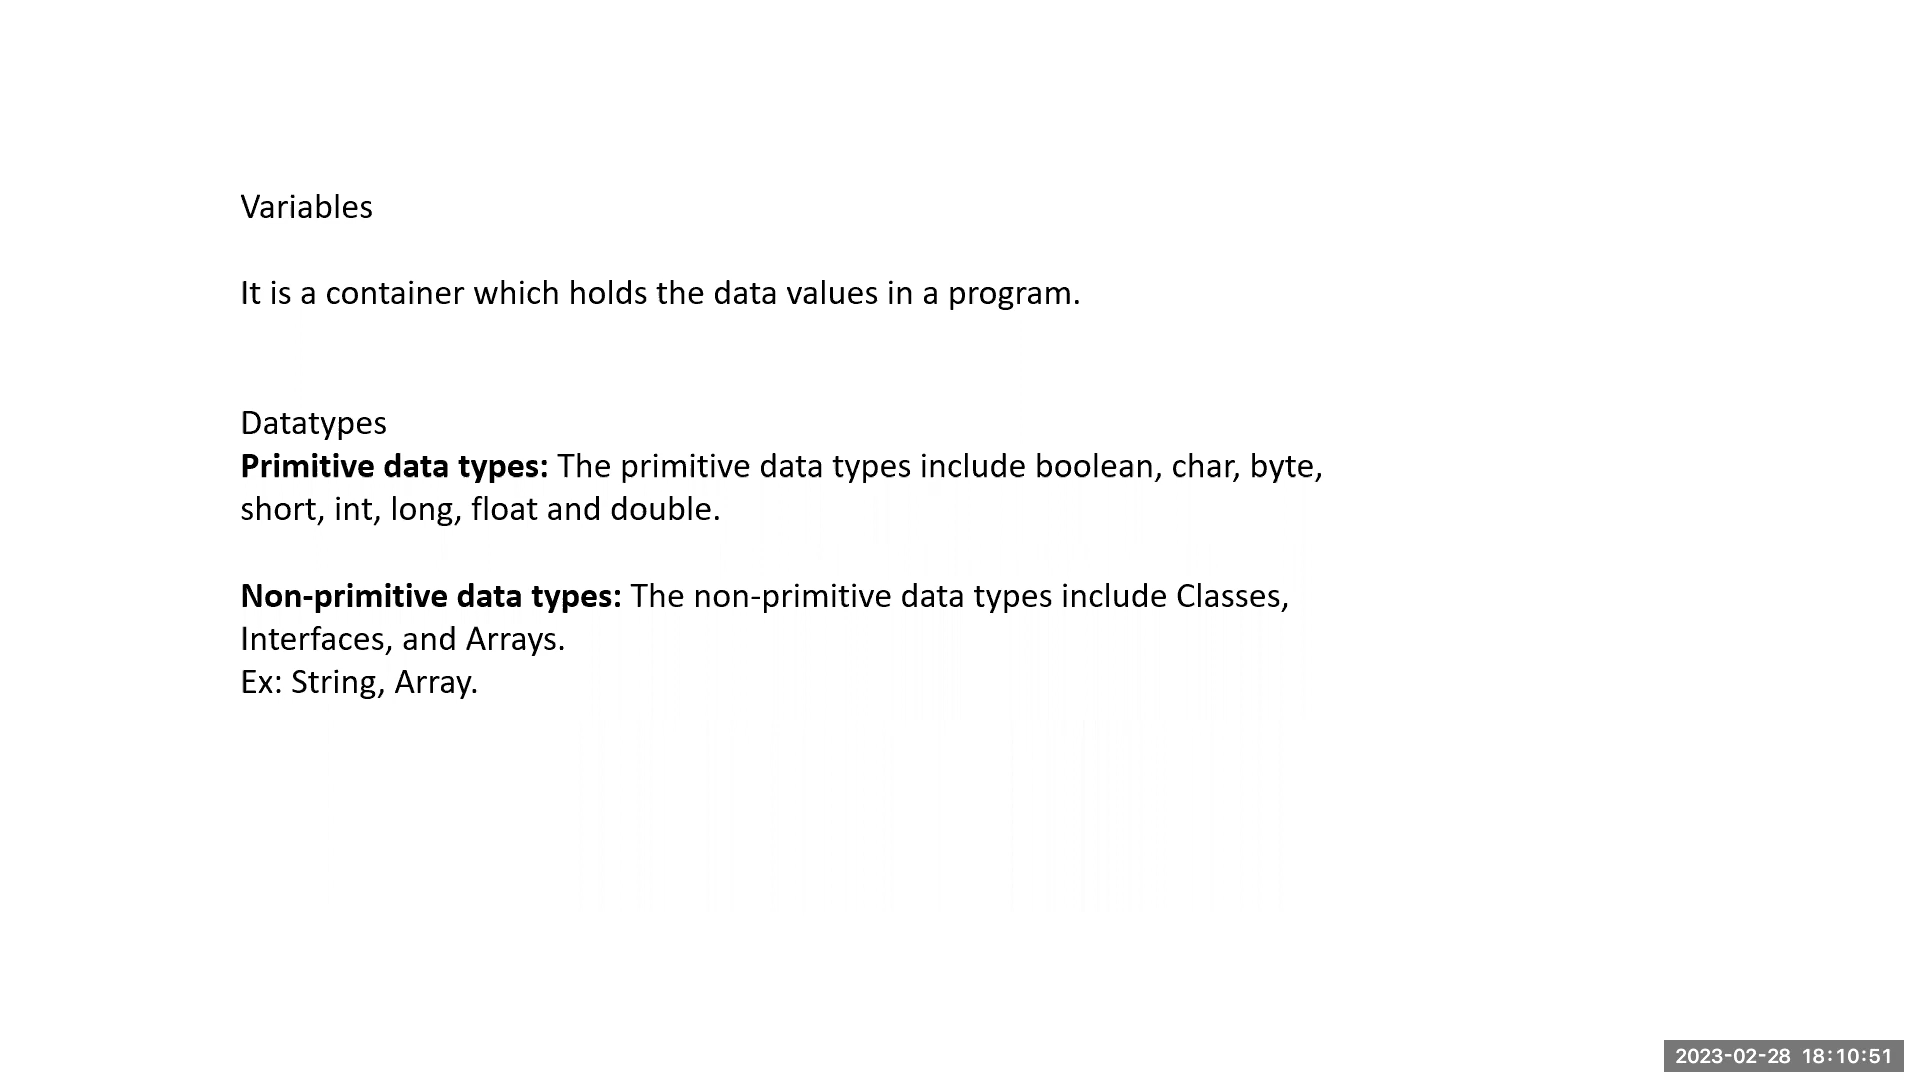 Variables
It is a container which holds the data values in a program.
Datatypes
Primitive data types: The primitive data types include boolean, char, byte,
short, int, long, float and double.
Non-primitive data types: The non-primitive data types include Classes,
Interfaces, and Arrays.
Ex: String, Array.
2023-02-28 18:10:51